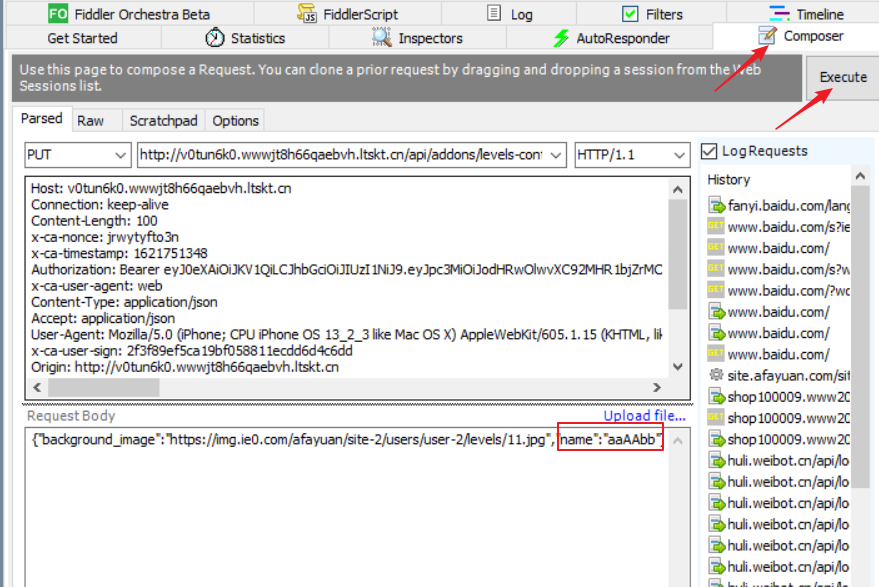 FO Fiddler Orchestra Beta
JS FiddlerScript
Log
Filters
Timeline
Get Started
Statistics
Inspectors
AutoResponder
Composer
Use this page to compose a Request. You can clone a prior request by dragging and dropping a session from the Web
Sessions list.
Execute
Parsed
Raw
Scratchpad
Options
PUT
http://v0tun6k0.wwwjt8h66qaebvh.ltskt.cn/api/addons/levels-conf
HTTP/1.1
Log Requests
Host: v0tun6k0.wwwjt8h66qaebvh.ltskt.cn
Connection: keep-alive
Content-Length: 100
x-ca-nonce: jrwytyfto3n
x-ca-timestamp: 1621751348
Authorization: Bearer eyJ0eXAiOiJKV1QiLCJhbGciOiJIUzI1NiJ9.eyJpc3MiOiJodHRwOlwvXC92MHR1bjZrMC
x-ca-user-agent: web
Content-Type: application/json
Accept: application/json
User-Agent: Mozilla/5.0 (iPhone; CPU iPhone OS 13_2_3 like Mac OS X) AppleWebKit/605.1.15 (KHTML, lik
x-ca-user-sign: 2f3f89ef5ca19bf058811ecdd6d4c6dd
Origin: http://v0tun6k0.wwwjt8h66qaebvh.ltskt.cn
Request Body
Upload file...
{"background_image":"https://img.ie0.com/afayuan/site-2/users/user-2/levels/11.jpg","name":"aaAAbb"}
History
fanyi.baidu.com/lang
GET www.baidu.com/s?ie
GET www.baidu.com/
GET www.baidu.com/s?w
GET www.baidu.com/?wo
www.baidu.com/
www.baidu.com/
GET www.baidu.com/
site.afayuan.com/sit
shop100009.www20
GET shop100009.www20
shop100009.www20
huli.weibot.cn/api/lo
huli.weibot.cn/api/lo
huli.weibot.cn/api/lo
huli.weibot.cn/api/lo
huli.weibot.cn/api/lo
huli.weibot.cn/api/lo